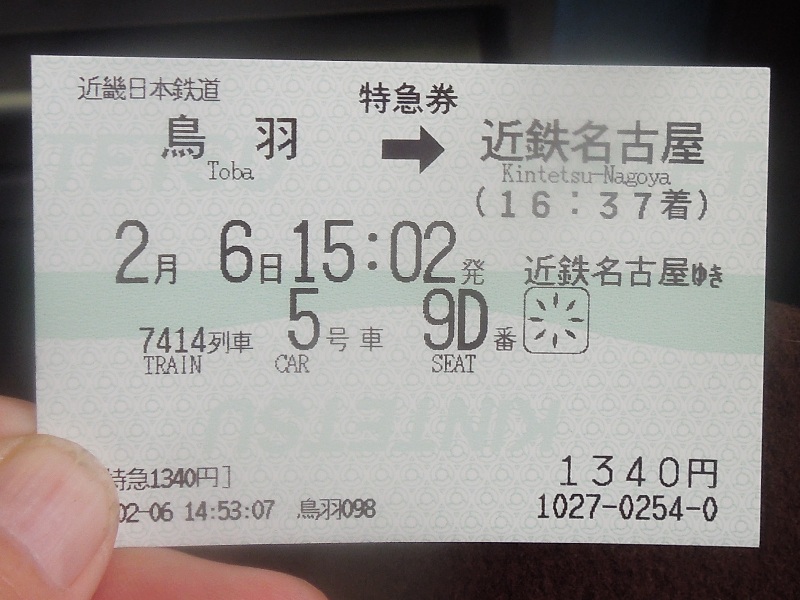 近畿日本鉄道
特急券
鳥 羽 ➡ 近鉄名古屋
Toba Kintetsu-Nagoya
(16:37着)
2月 6日15:02発 近鉄名古屋ゆき
7414列車 5号車 9D番
TRAIN CAR SEAT
KINTETSU
特急1340円] 1340円
02-06 14:53:07 鳥羽098 1027-0254-0